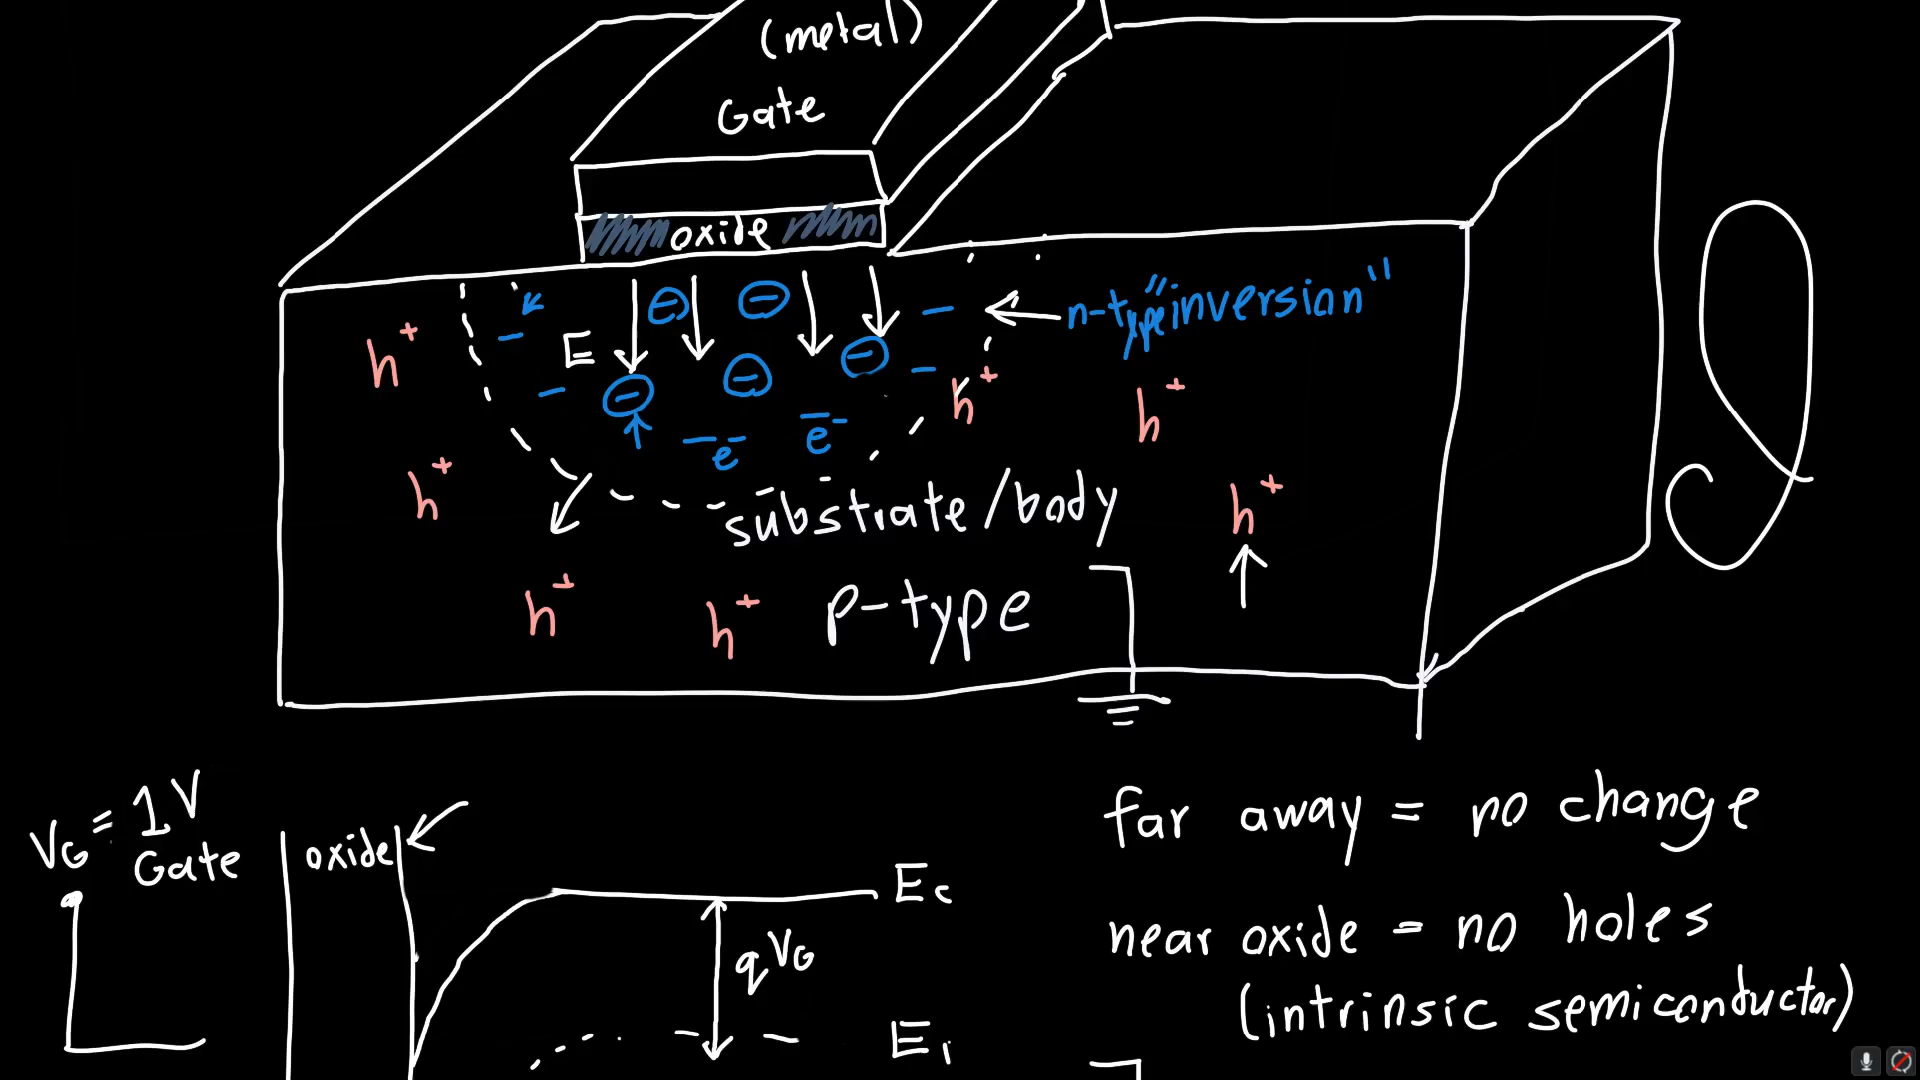 (metal)
Gate
oxide
n-type "inversion"
E
h+
h+
h+
e-
e-
h+
substrate/body
h+
h+
h+
p-type
VG = 1V
Gate
oxide
far away = no change
Ec
near oxide = no holes
qVG
(intrinsic semiconductor)
Ei